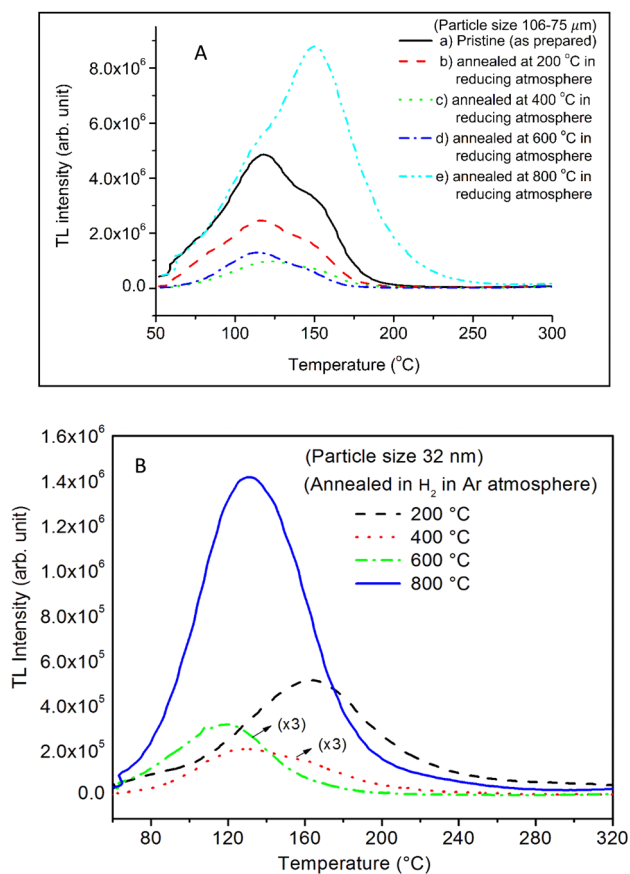 A
(Particle size 106-75 μm)
a) Pristine (as prepared)
b) annealed at 200 °C in
reducing atmosphere
c) annealed at 400 °C in
reducing atmosphere
d) annealed at 600 °C in
reducing atmosphere
e) annealed at 800 °C in
reducing atmosphere
TL intensity (arb. unit)
8.0x10⁶
6.0x10⁶
4.0x10⁶
2.0x10⁶
0.0
50 100 150 200 250 300
Temperature (°C)
B
(Particle size 32 nm)
(Annealed in H₂ in Ar atmosphere)
200 °C
400 °C
600 °C
800 °C
TL Intensity (arb. unit)
1.6x10⁶
1.4x10⁶
1.2x10⁶
1.0x10⁶
8.0x10⁵
6.0x10⁵
4.0x10⁵
2.0x10⁵
0.0
(x3)
(x3)
80 120 160 200 240 280 320
Temperature (°C)